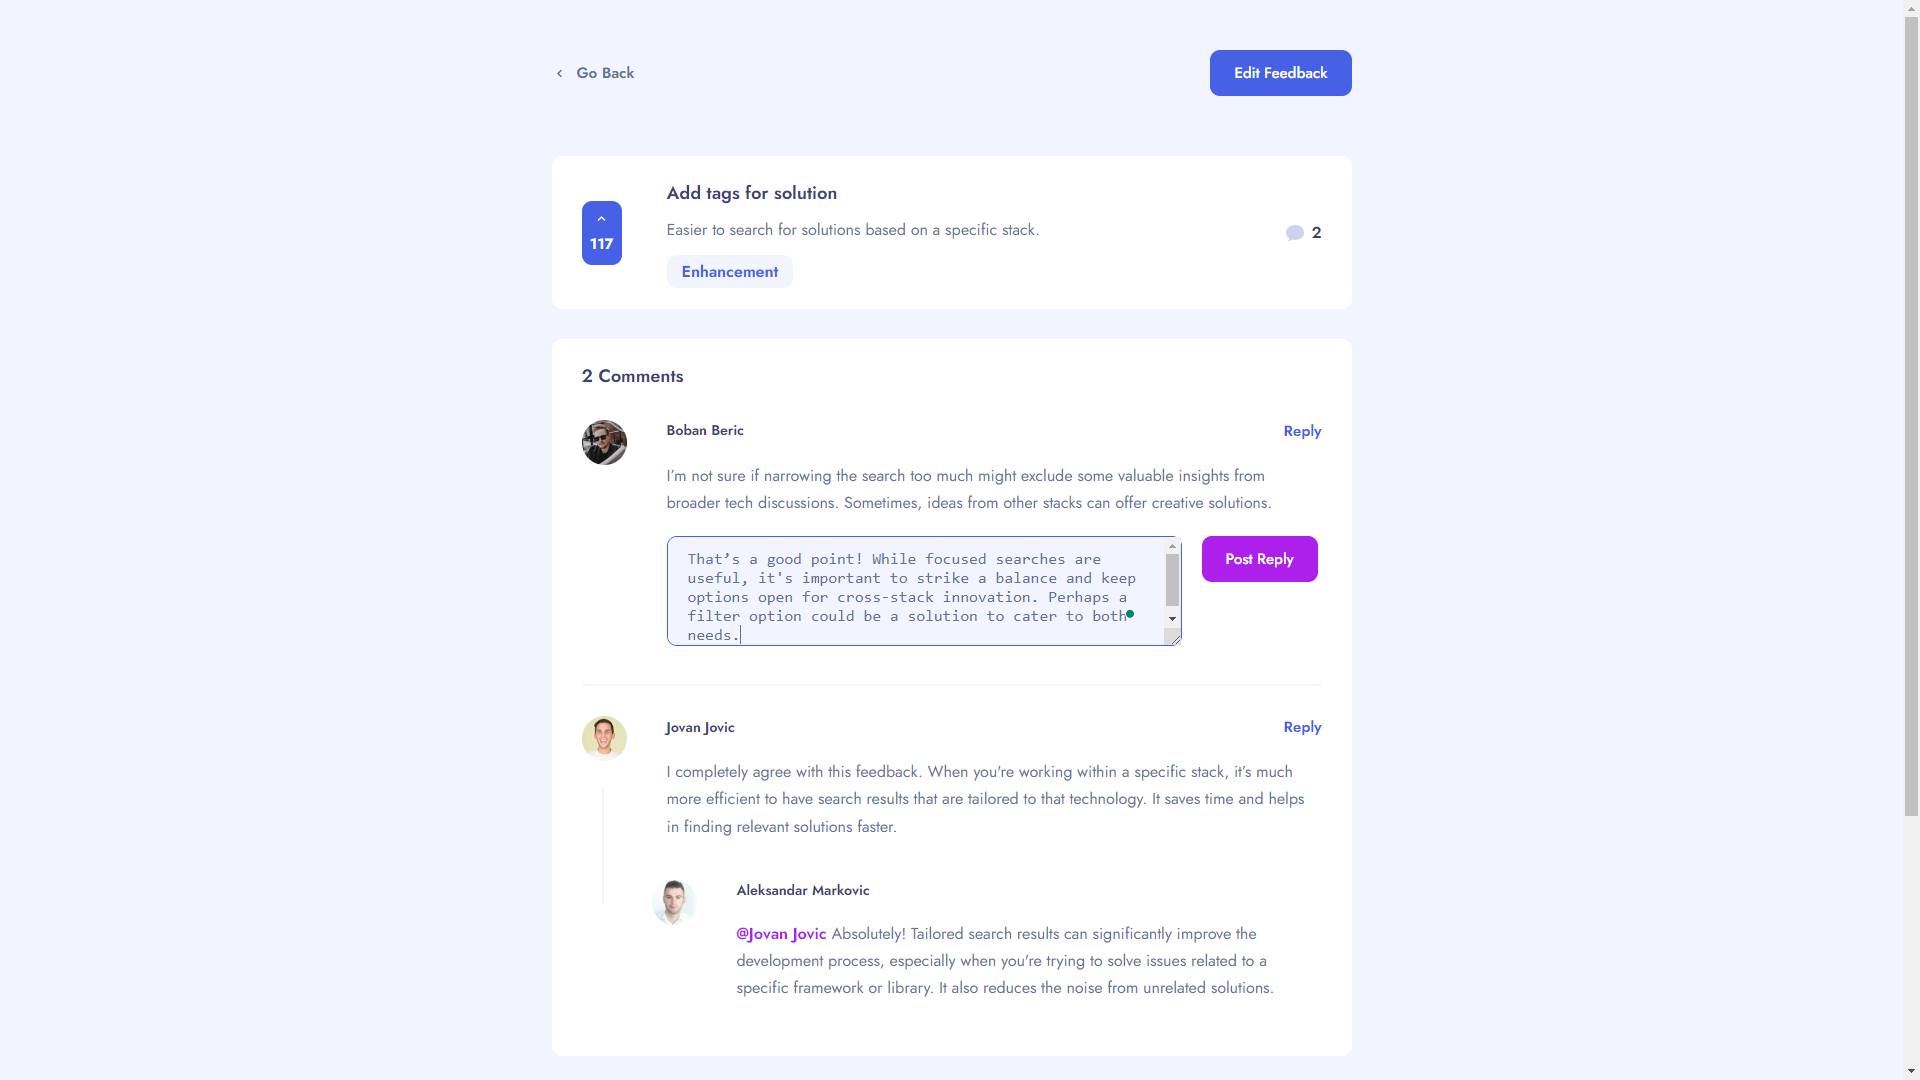 Go Back
Edit Feedback
Add tags for solution
117
Easier to search for solutions based on a specific stack.
2
Enhancement
2 Comments
Boban Beric
Reply
I’m not sure if narrowing the search too much might exclude some valuable insights from
broader tech discussions. Sometimes, ideas from other stacks can offer creative solutions.
That’s a good point! While focused searches are
useful, it's important to strike a balance and keep
options open for cross-stack innovation. Perhaps a
filter option could be a solution to cater to both
needs.
Post Reply
Jovan Jovic
Reply
I completely agree with this feedback. When you're working within a specific stack, it’s much
more efficient to have search results that are tailored to that technology. It saves time and helps
in finding relevant solutions faster.
Aleksandar Markovic
@Jovan Jovic Absolutely! Tailored search results can significantly improve the
development process, especially when you're trying to solve issues related to a
specific framework or library. It also reduces the noise from unrelated solutions.